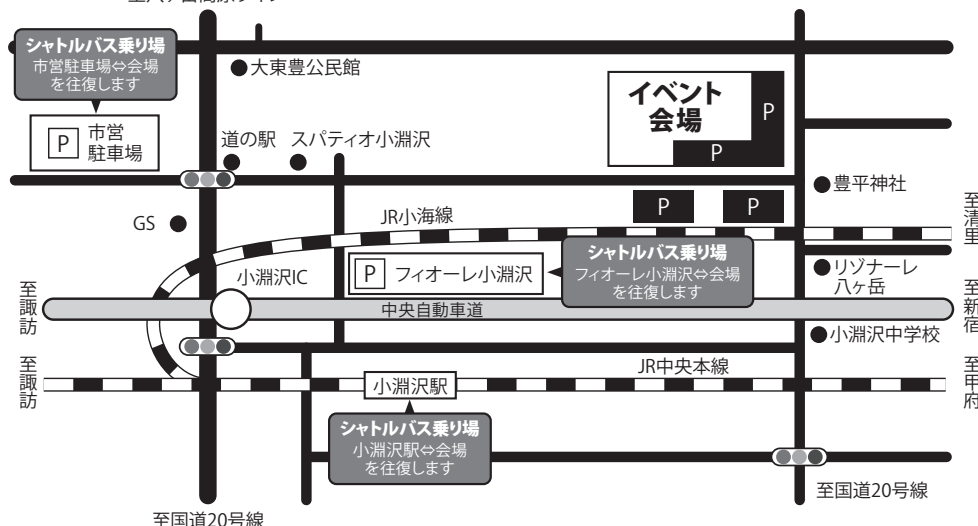 シャトルバス乗り場
市営駐車場⇔会場
を往復します
大東豊公民館
P
市営
駐車場
道の駅
スパティオ小淵沢
イベント
会場
P
P
豊平神社
GS
JR小海線
P
P
至清里
シャトルバス乗り場
フィオーレ小淵沢⇔会場
を往復します
小淵沢IC
P
フィオーレ小淵沢
リゾナーレ
八ヶ岳
至諏訪
中央自動車道
至新宿
小淵沢中学校
JR中央本線
至諏訪
小淵沢駅
至甲府
シャトルバス乗り場
小淵沢駅⇔会場
を往復します
至国道20号線
至国道20号線